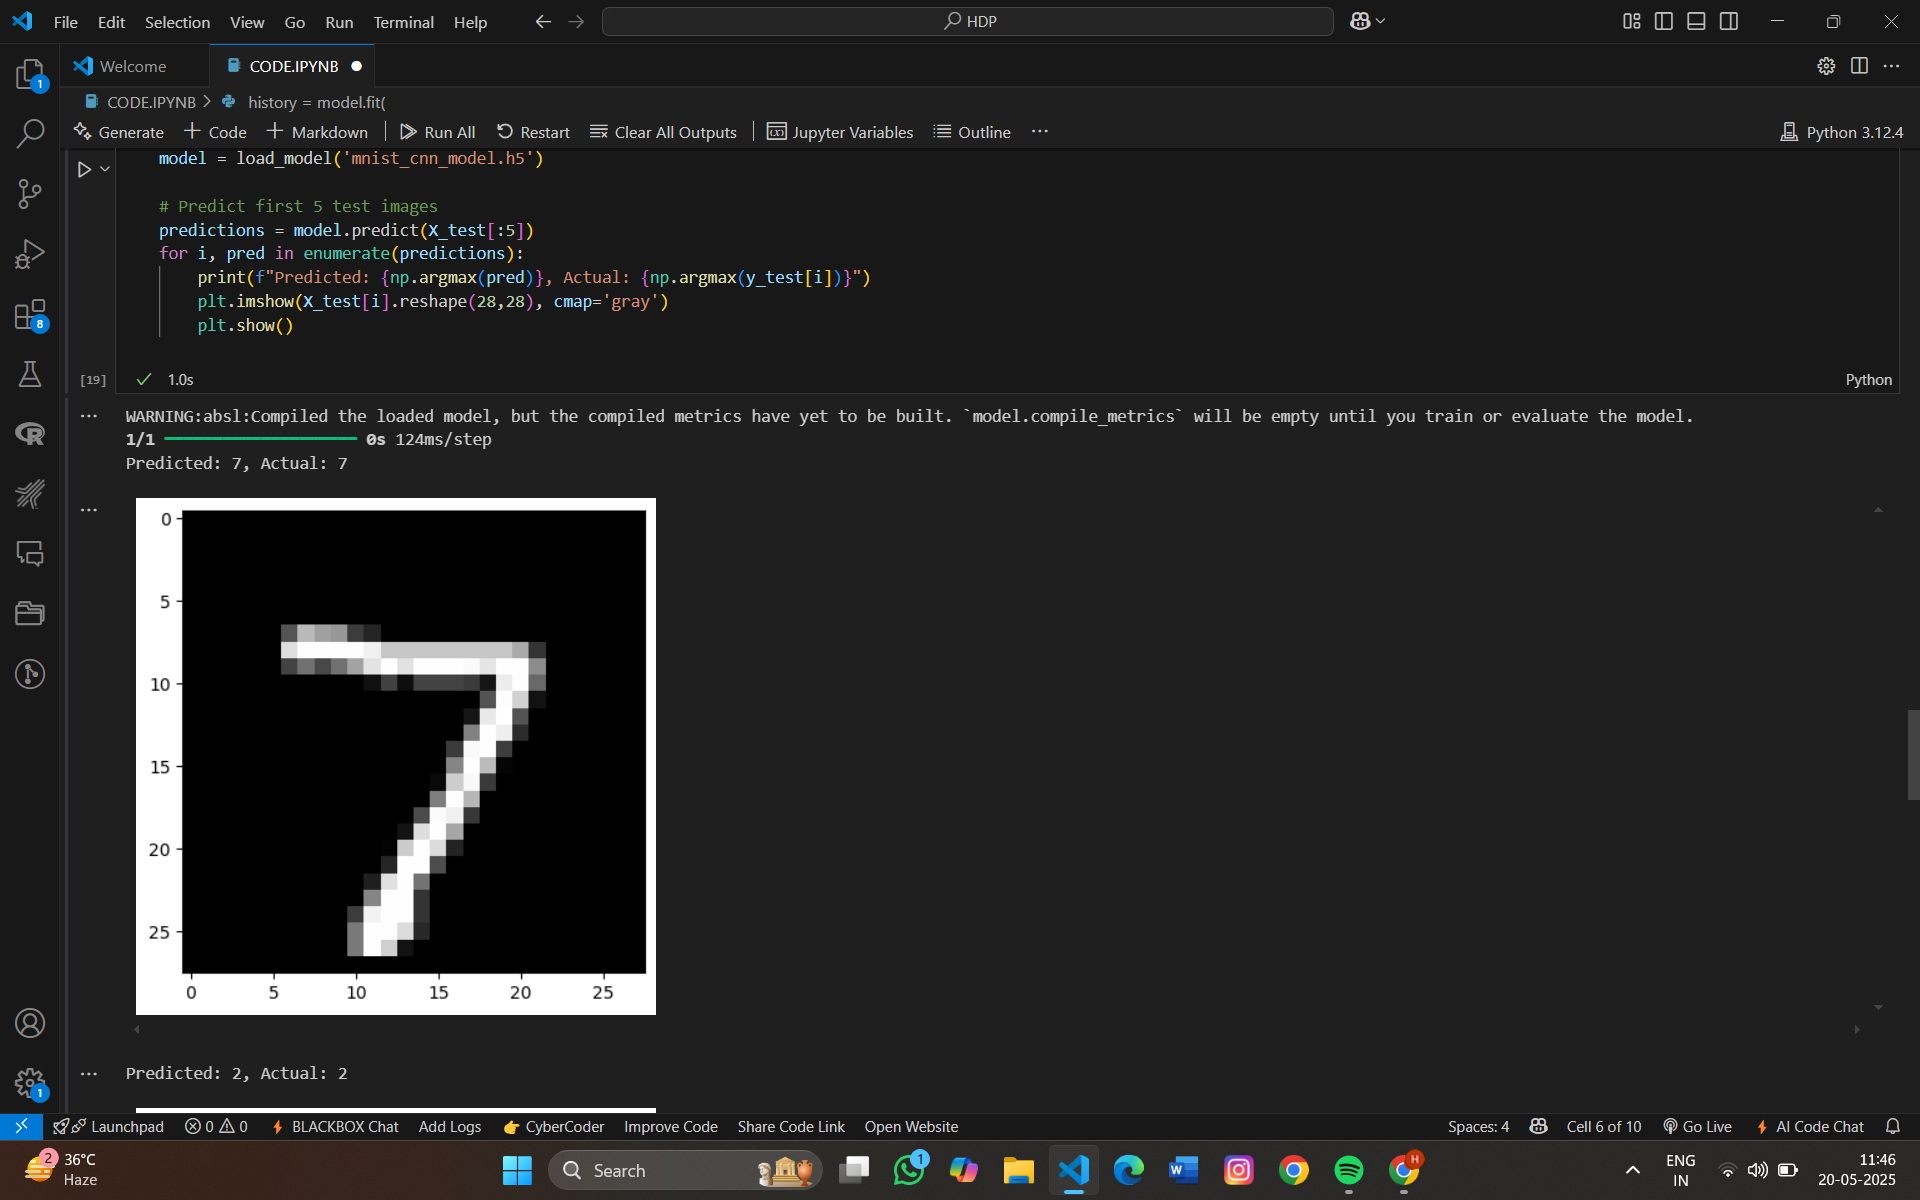 File Edit Selection View Go Run Terminal Help
HDP
Welcome
CODE.IPYNB
CODE.IPYNB > history = model.fit(
Generate + Code + Markdown Run All Restart Clear All Outputs Jupyter Variables Outline ...
Python 3.12.4
model = load_model('mnist_cnn_model.h5')
# Predict first 5 test images
predictions = model.predict(X_test[:5])
for i, pred in enumerate(predictions):
print(f"Predicted: {np.argmax(pred)}, Actual: {np.argmax(y_test[i])}")
plt.imshow(X_test[i].reshape(28,28), cmap='gray')
plt.show()
[19] 1.0s
Python
WARNING:absl:Compiled the loaded model, but the compiled metrics have yet to be built. `model.compile_metrics` will be empty until you train or evaluate the model.
1/1 0s 124ms/step
Predicted: 7, Actual: 7
0
5
10
15
20
25
7
0 5 10 15 20 25
Predicted: 2, Actual: 2
1
8
1
Launchpad 0 0 BLACKBOX Chat Add Logs CyberCoder Improve Code Share Code Link Open Website
Spaces: 4 Cell 6 of 10 Go Live AI Code Chat
2
36°C
Haze
Search
1
W
H
ENG
IN
11:46
20-05-2025